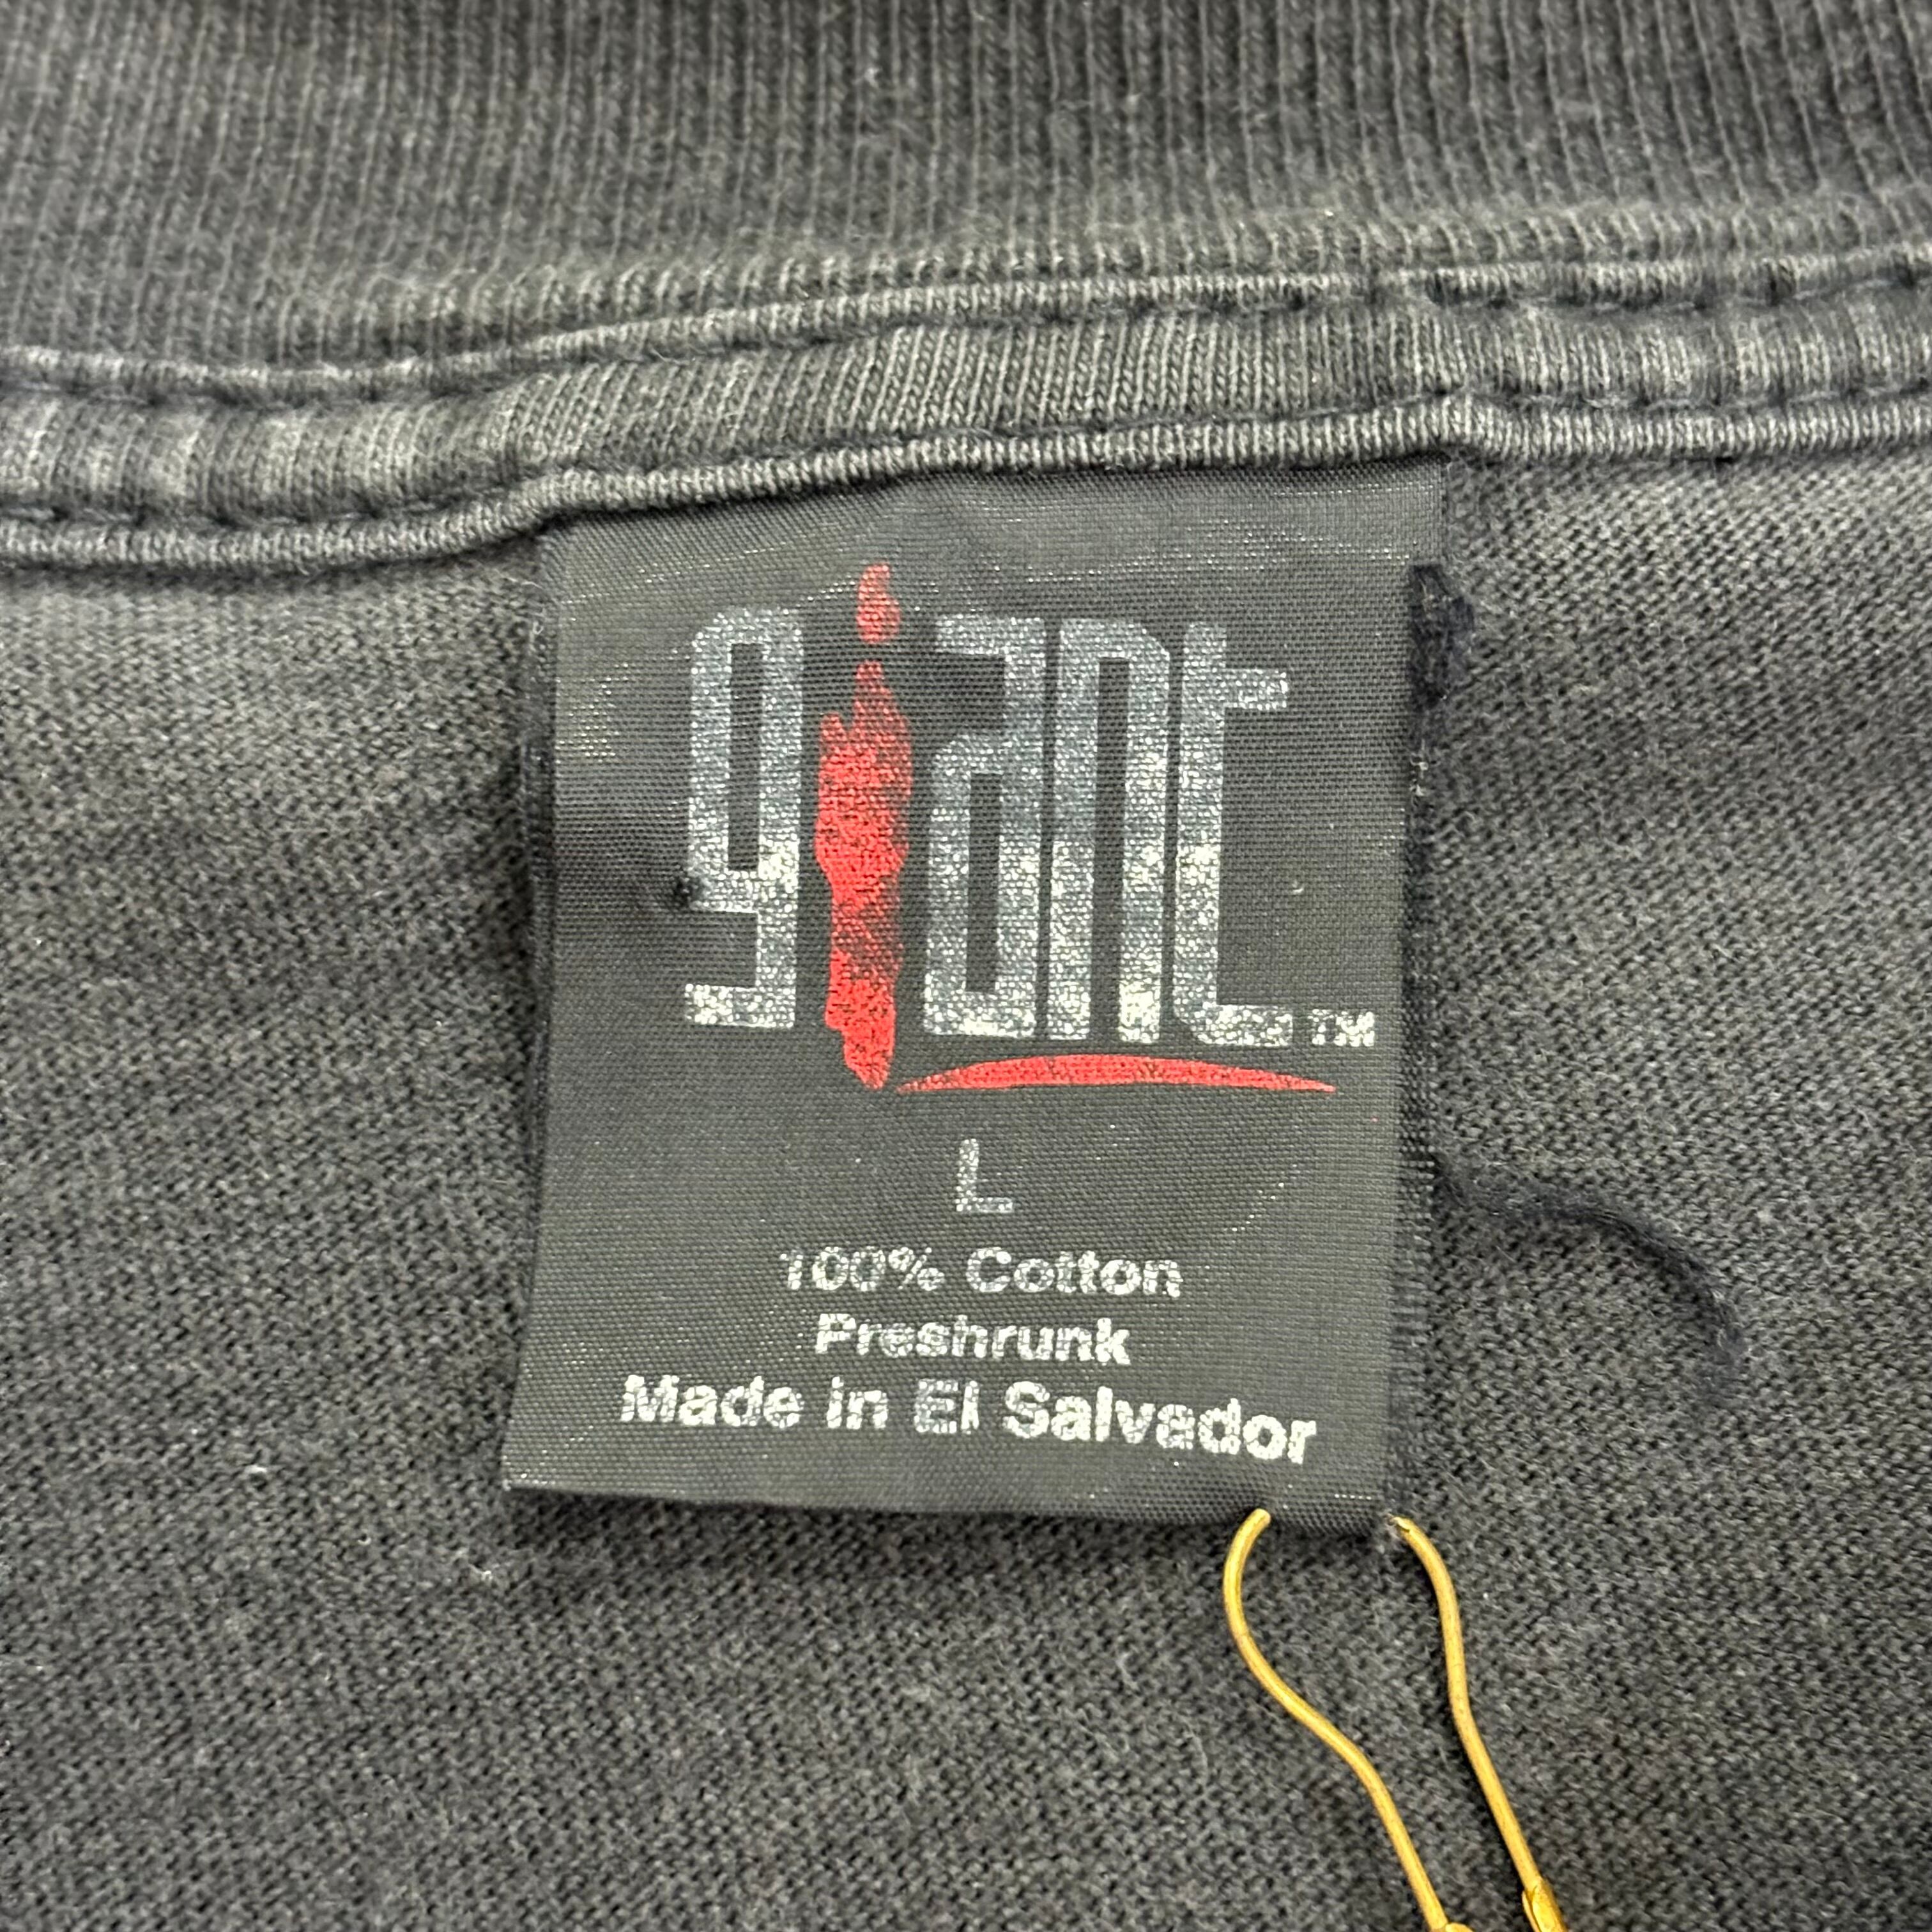 giant™
L
100% Cotton
Preshrunk
Made in El Salvador